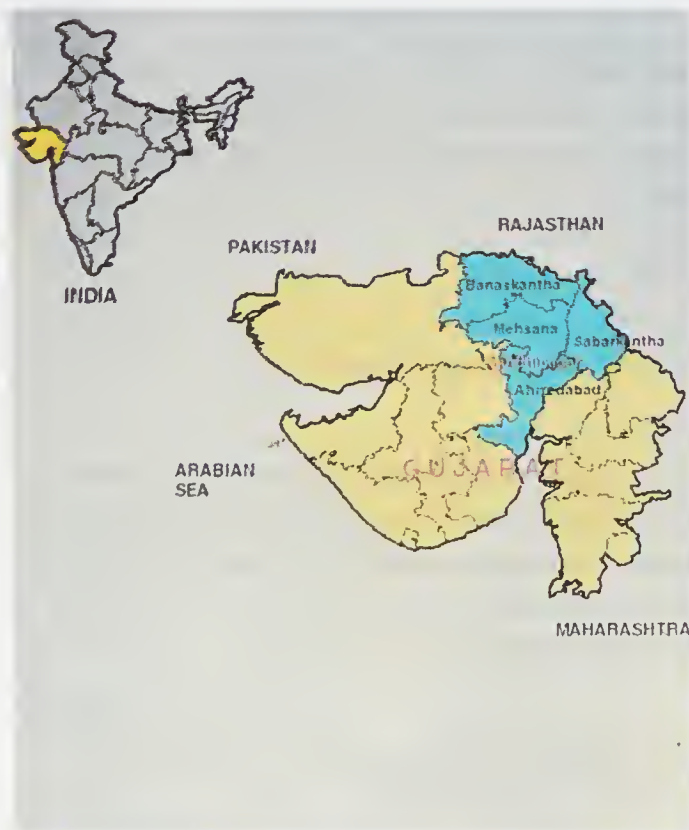 INDIA
PAKISTAN
RAJASTHAN
Banaskantha
Mehsana
Sabarkantha
Ahmedabad
ARABIAN
SEA
GUJARAT
MAHARASHTRA